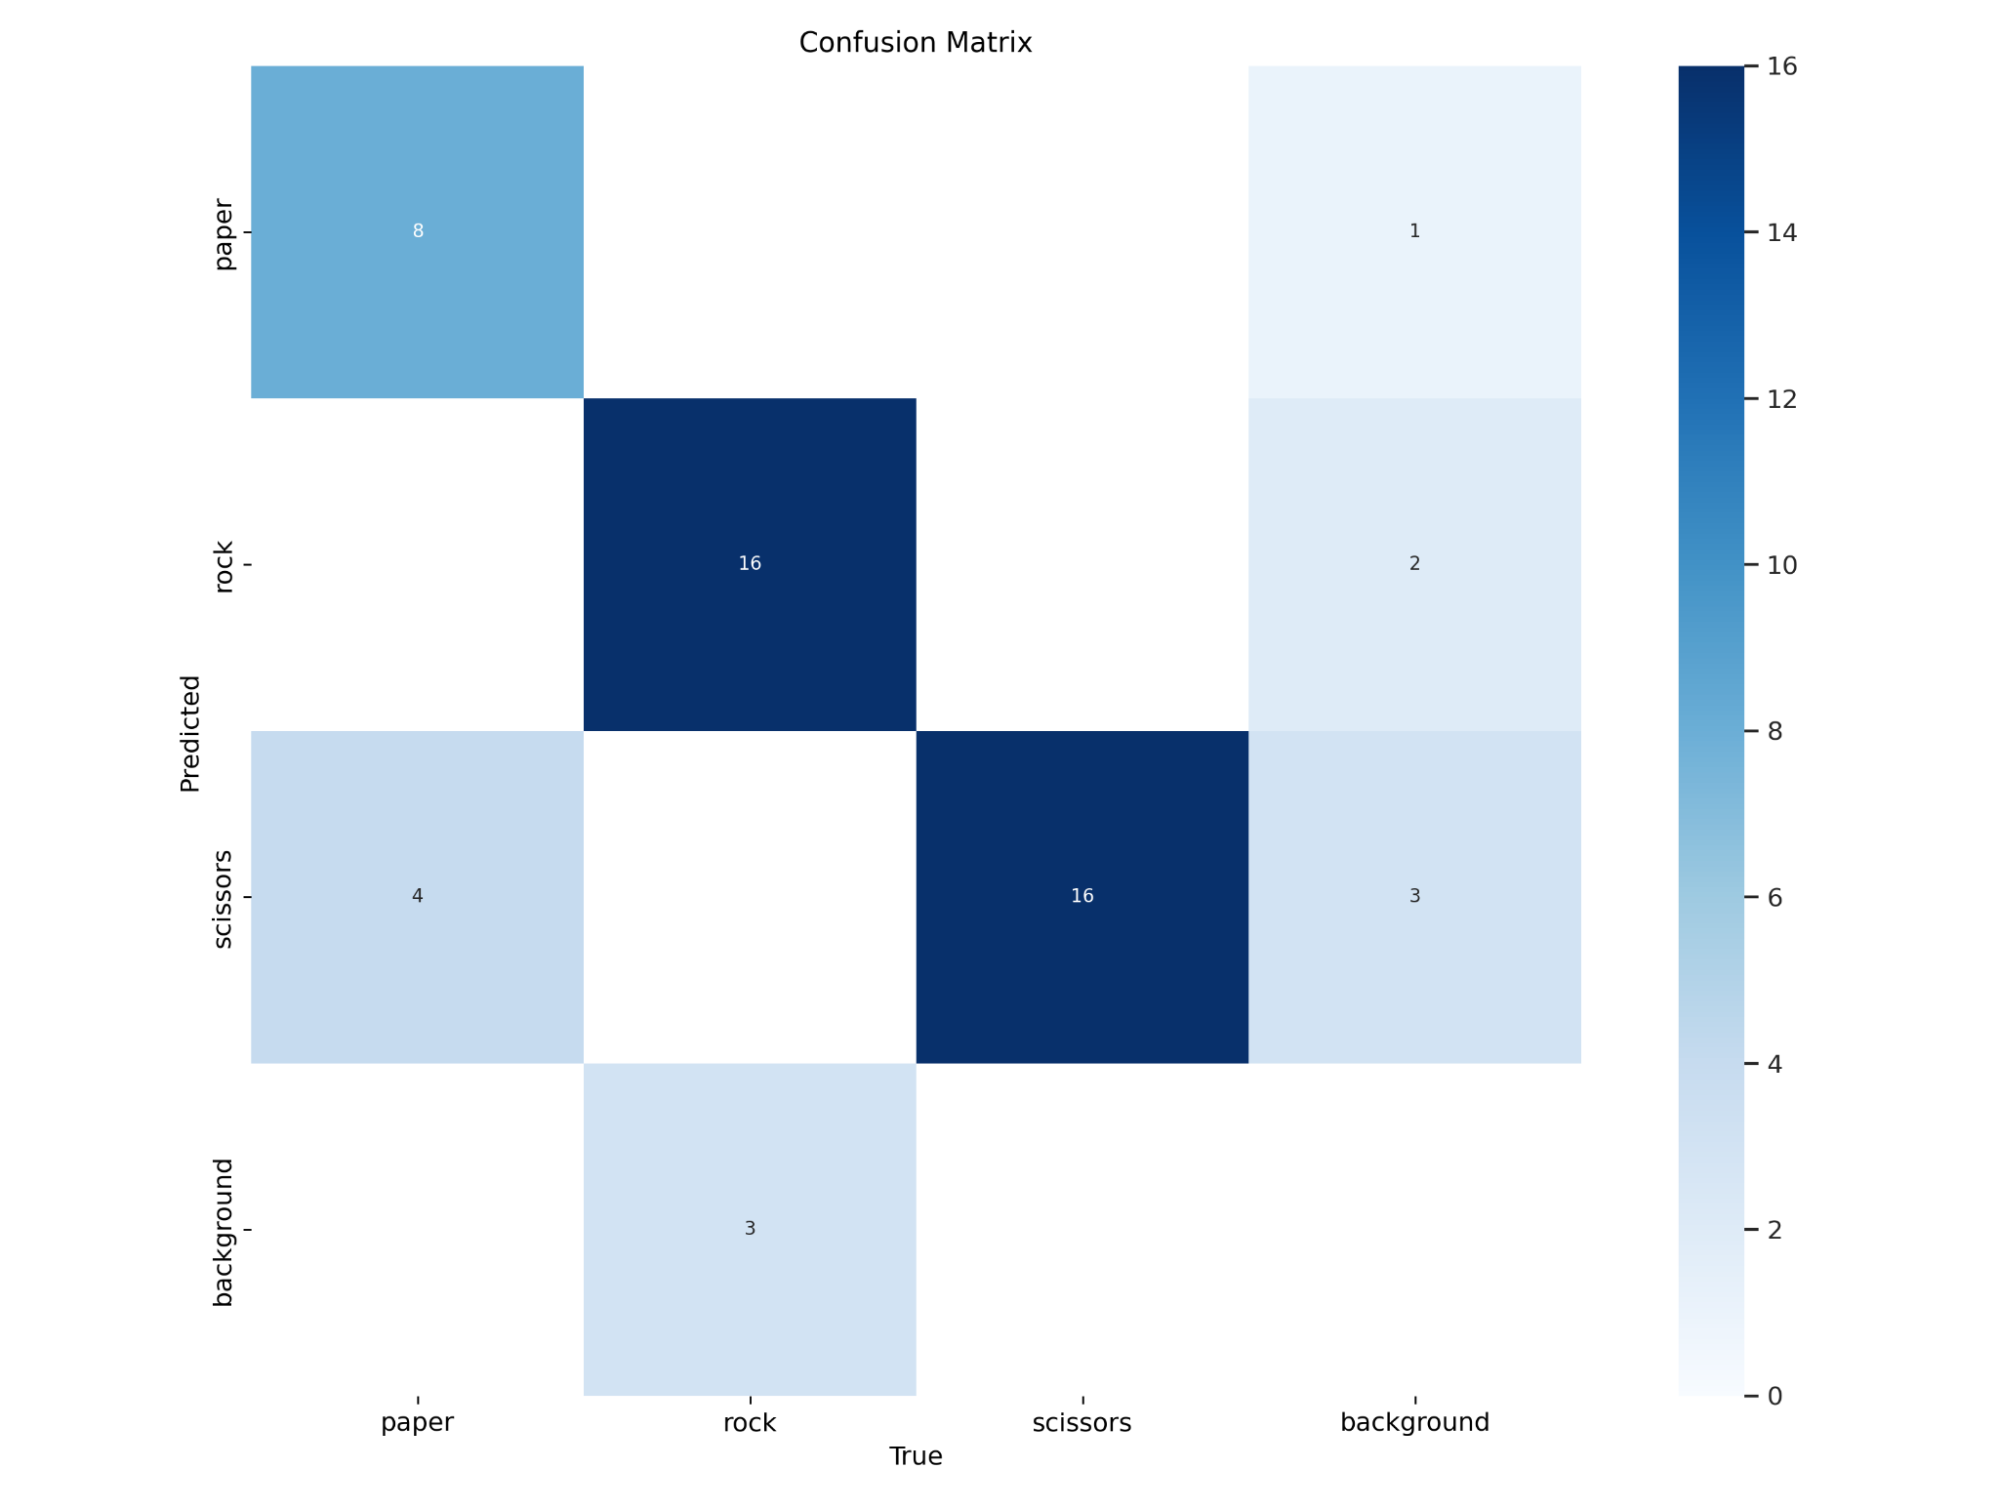 Confusion Matrix
Predicted
paper
8
1
rock
16
2
scissors
4
16
3
background
3
paper
rock
scissors
background
True
16
14
12
10
8
6
4
2
0